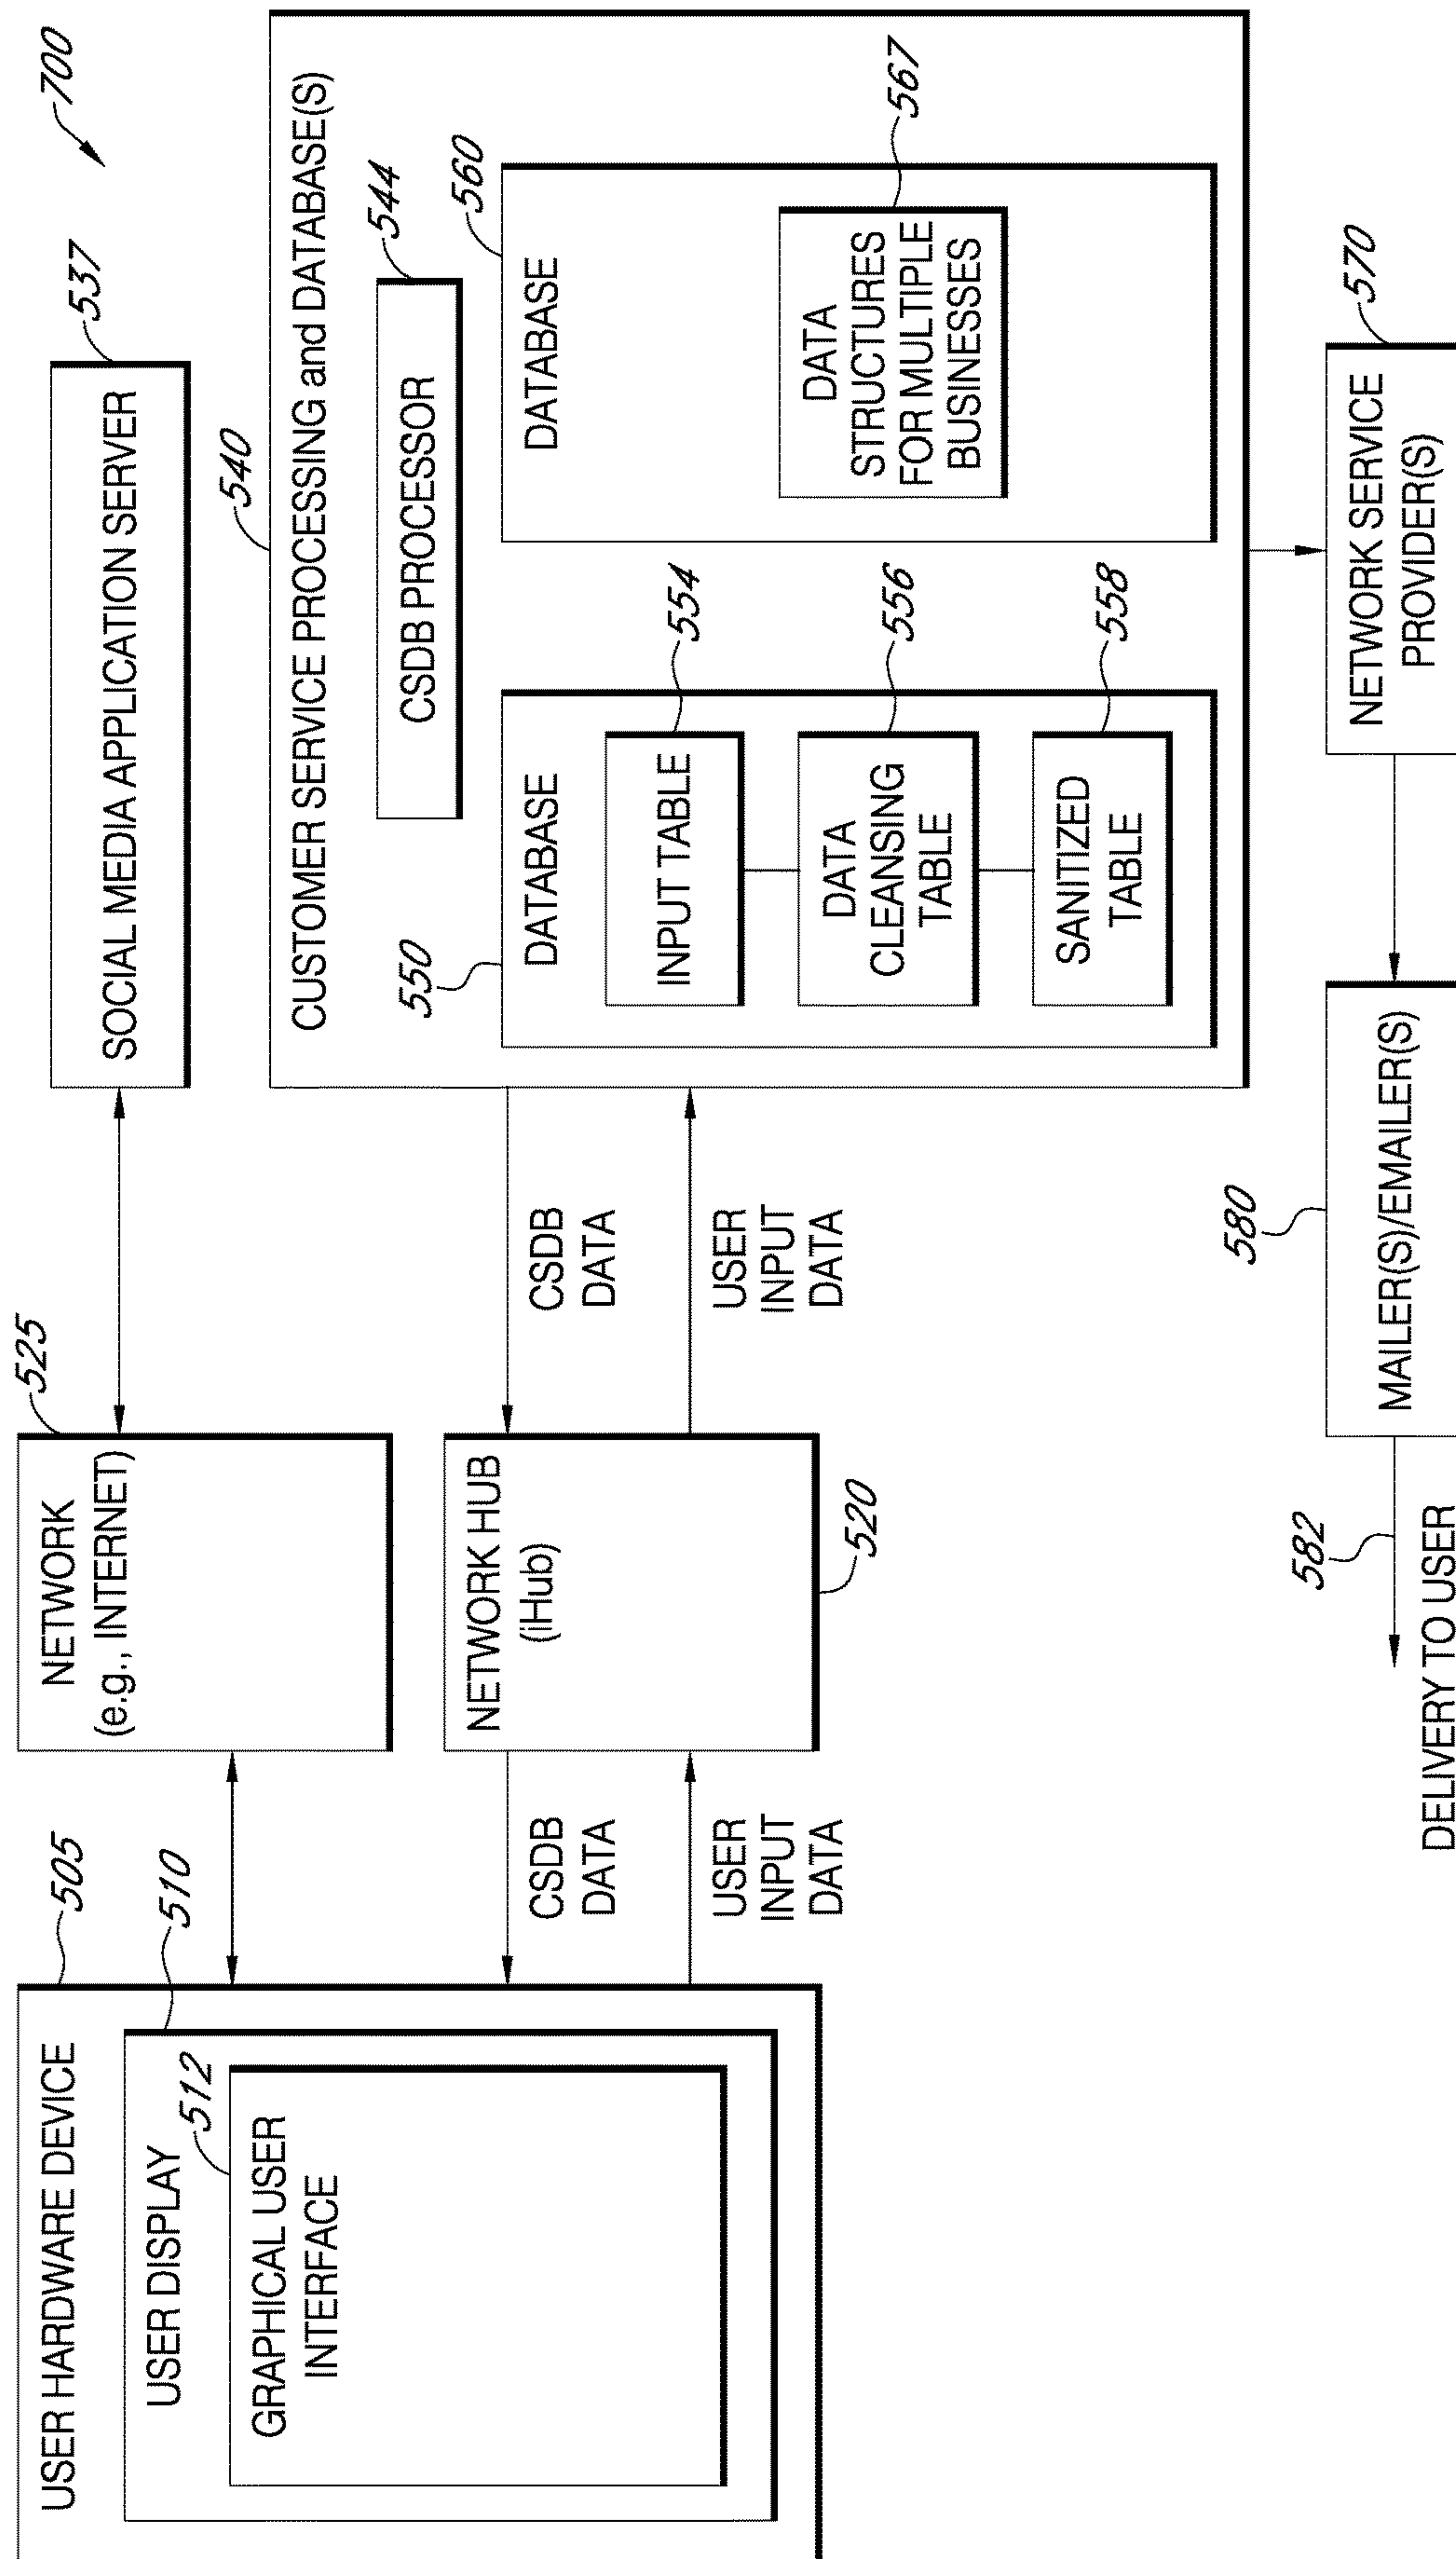 700
USER HARDWARE DEVICE
505
USER DISPLAY
510
512
GRAPHICAL USER
INTERFACE
NETWORK
(e.g., INTERNET)
525
SOCIAL MEDIA APPLICATION SERVER
537
CSDB
DATA
USER
INPUT
DATA
NETWORK HUB
(iHub)
520
CSDB
DATA
USER
INPUT
DATA
540
CUSTOMER SERVICE PROCESSING and DATABASE(S)
CSDB PROCESSOR
544
550
DATABASE
INPUT TABLE
554
DATA
CLEANSING
TABLE
556
SANITIZED
TABLE
558
DATABASE
560
DATA
STRUCTURES
FOR MULTIPLE
BUSINESSES
567
NETWORK SERVICE
PROVIDER(S)
570
580
MAILER(S)/EMAILER(S)
582
DELIVERY TO USER